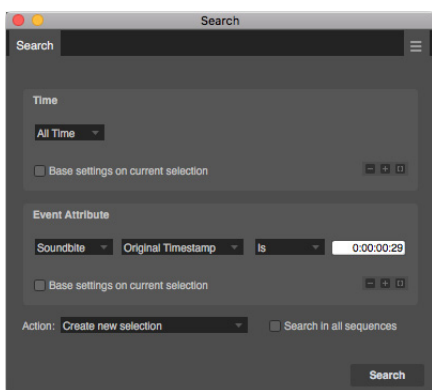 Search
Search
Time
All Time
Base settings on current selection
Event Attribute
Soundbite Original Timestamp Is 0:00:00:29
Base settings on current selection
Action: Create new selection Search in all sequences
Search